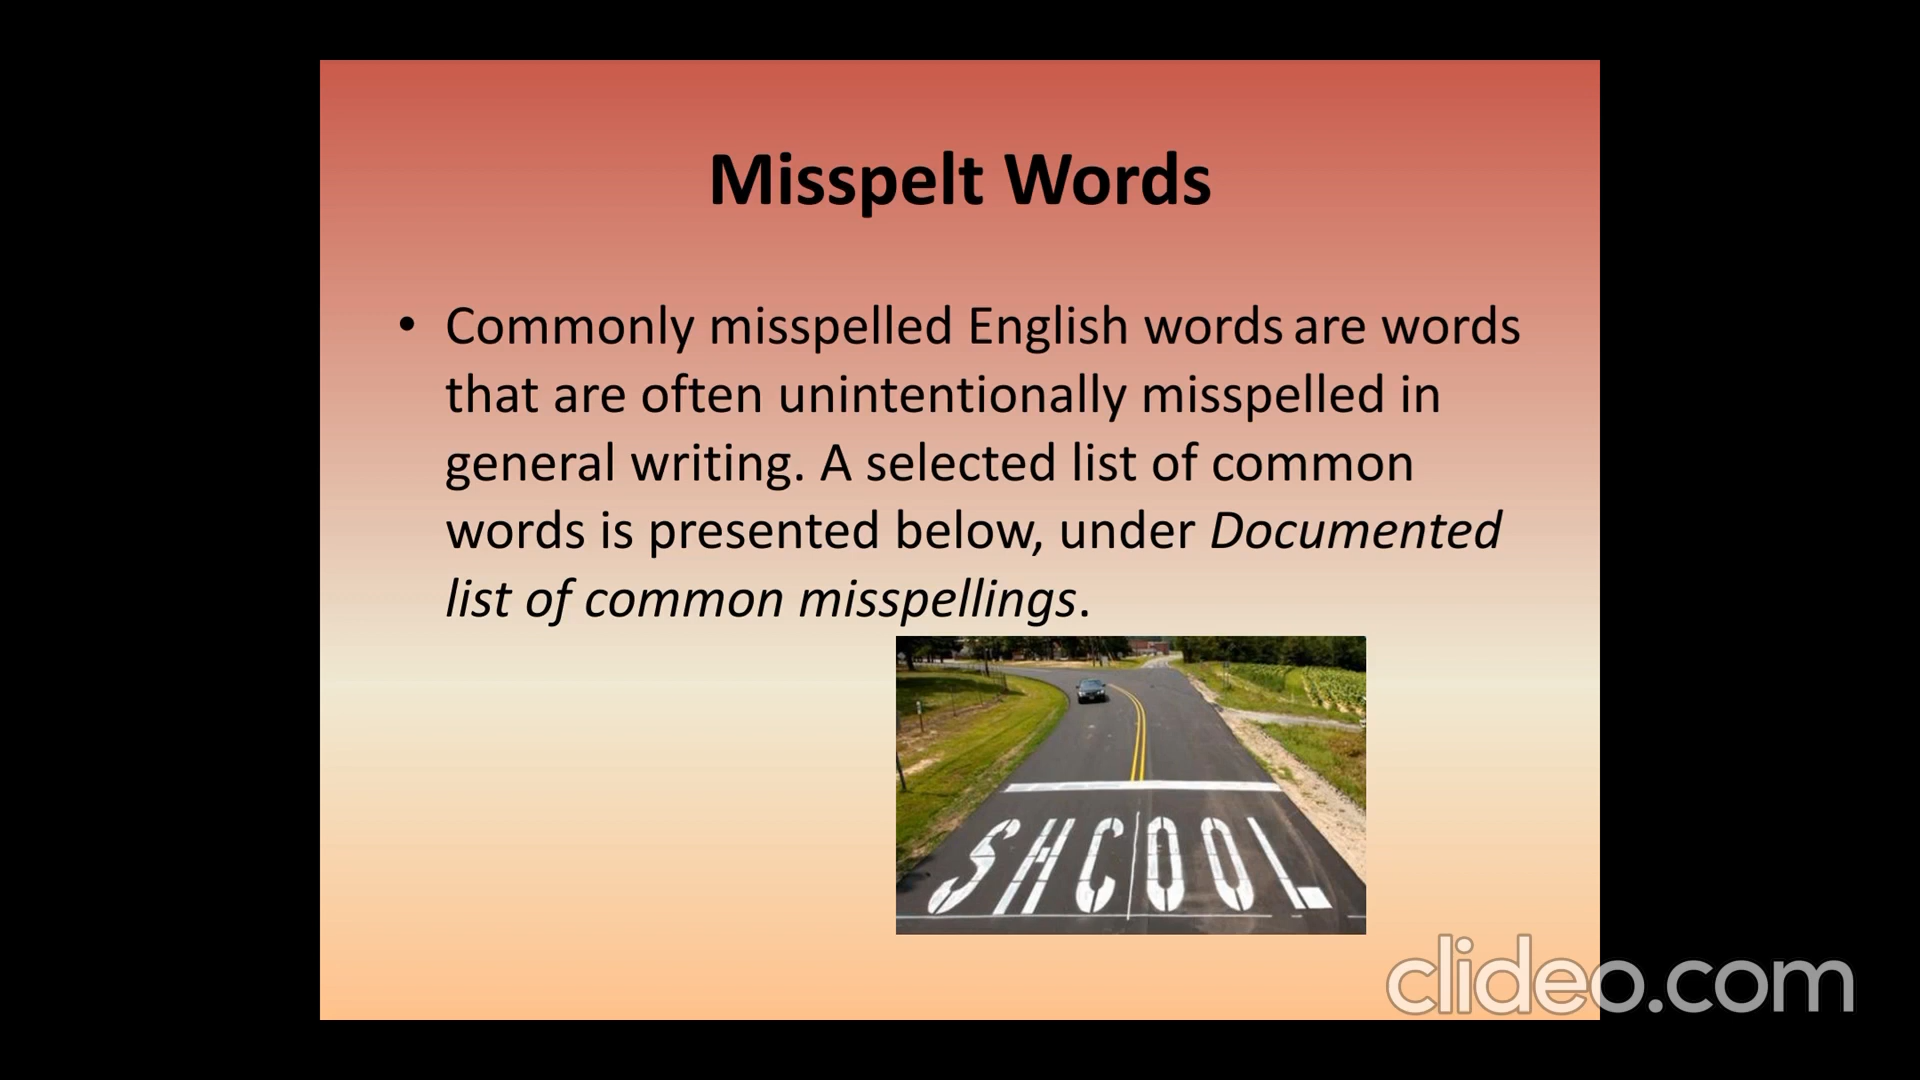 Misspelt Words
• Commonly misspelled English words are words
that are often unintentionally misspelled in
general writing. A selected list of common
words is presented below, under Documented
list of common misspellings.
SHCOOL
clideo.com